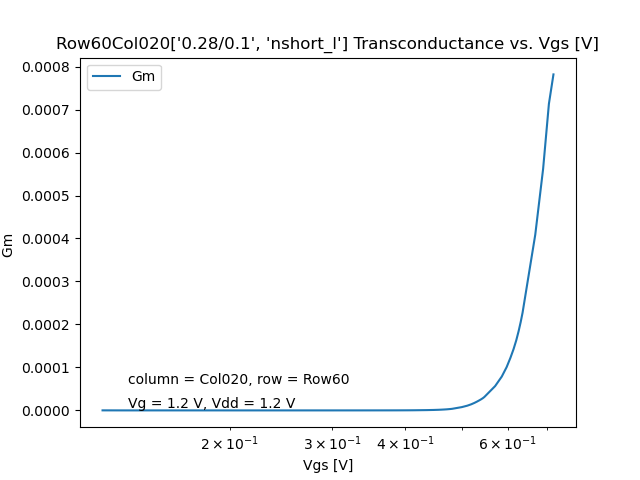 Row60Col020['0.28/0.1', 'nshort_l'] Transconductance vs. Vgs [V]
Gm
0.0008
0.0007
0.0006
0.0005
0.0004
0.0003
0.0002
0.0001
0.0000
Gm
column = Col020, row = Row60
Vg = 1.2 V, Vdd = 1.2 V
2 × 10⁻¹ 3 × 10⁻¹ 4 × 10⁻¹ 6 × 10⁻¹
Vgs [V]